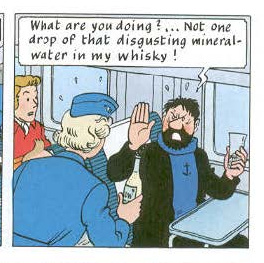 What are you doing?... Not one
drop of that disgusting mineral-
water in my whisky!